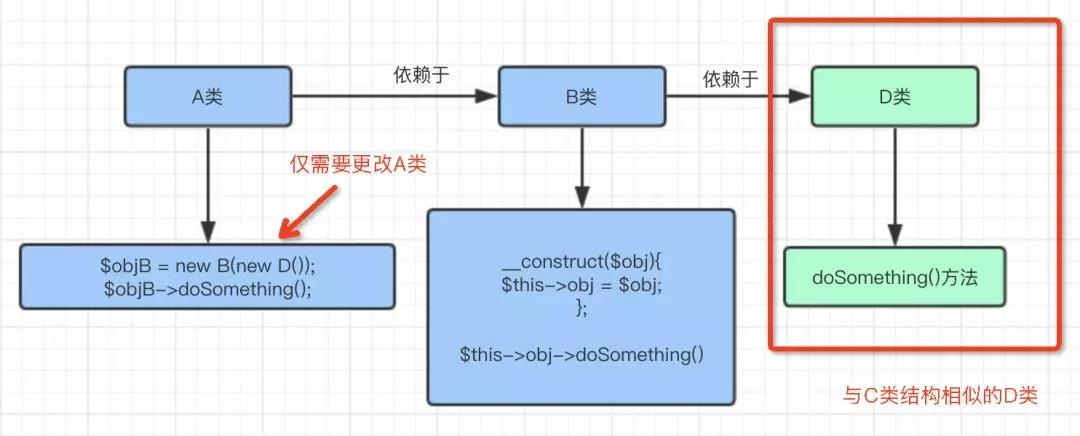 A类
依赖于
B类
依赖于
D类
仅需要更改A类
$objB = new B(new D());
$objB->doSomething();
__construct($obj){
$this->obj = $obj;
};
$this->obj->doSomething()
doSomething()方法
与C类结构相似的D类